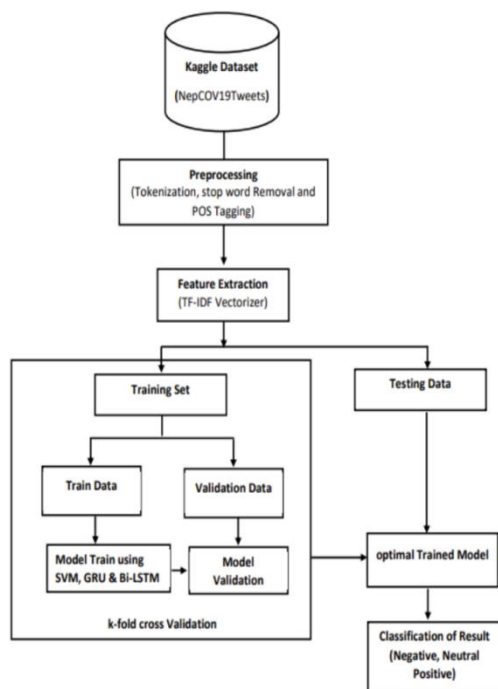 Kaggle Dataset
(NepCOV19Tweets)
Preprocessing
(Tokenization, stop word Removal and
POS Tagging)
Feature Extraction
(TF-IDF Vectorizer)
Training Set
Testing Data
Train Data
Validation Data
Model Train using
SVM, GRU & Bi-LSTM
Model
Validation
optimal Trained Model
k-fold cross Validation
Classification of Result
(Negative, Neutral
Positive)